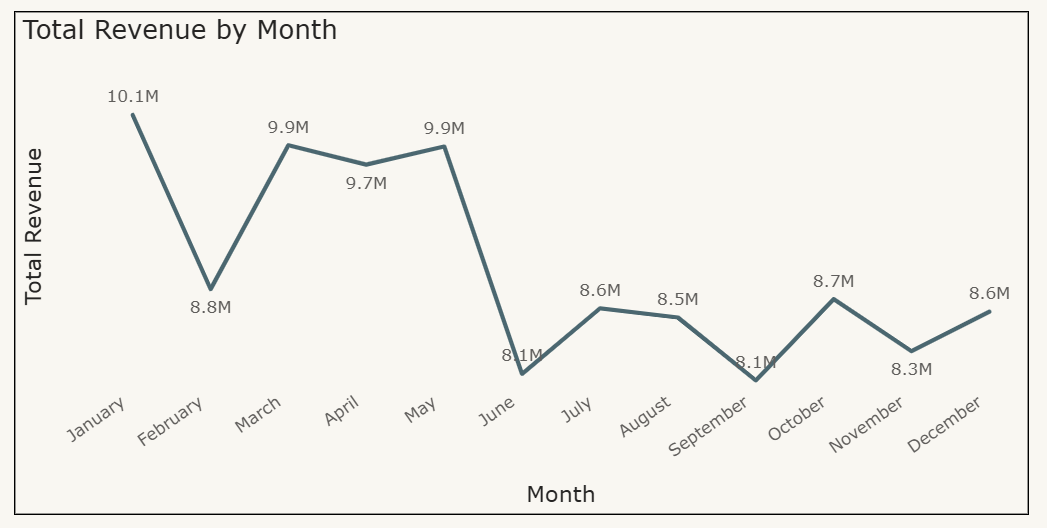 Total Revenue by Month
Total Revenue
10.1M
8.8M
9.9M
9.7M
9.9M
8.1M
8.6M
8.5M
8.1M
8.7M
8.3M
8.6M
January
February
March
April
May
June
July
August
September
October
November
December
Month